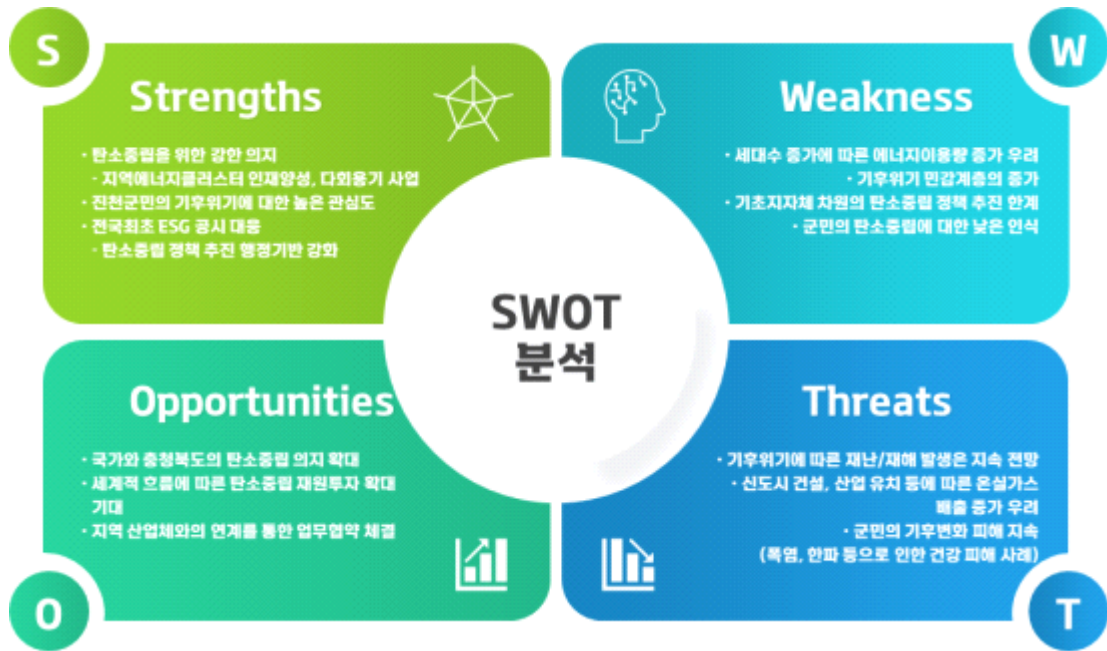 S
Strengths
· 탄소중립을 위한 강한 의지
- 지역에너지클러스터 인재양성, 다회용기 사업
· 진천군민의 기후위기에 대한 높은 관심도
· 전국최초 ESG 공시 대응
- 탄소중립 정책 추진 행정기반 강화
W
Weakness
· 세대수 증가에 따른 에너지이용량 증가 우려
· 기후위기 민감계층의 증가
· 기초지자체 차원의 탄소중립 정책 추진 한계
· 군민의 탄소중립에 대한 낮은 인식
SWOT
분석
Opportunities
· 국가와 충청북도의 탄소중립 의지 확대
· 세계적 흐름에 따른 탄소중립 재원투자 확대
기대
· 지역 산업체와의 연계를 통한 업무협약 체결
O
Threats
· 기후위기에 따른 재난/재해 발생은 지속 전망
· 신도시 건설, 산업 유치 등에 따른 온실가스
배출 증가 우려
· 군민의 기후변화 피해 지속
(폭염, 한파 등으로 인한 건강 피해 사례)
T